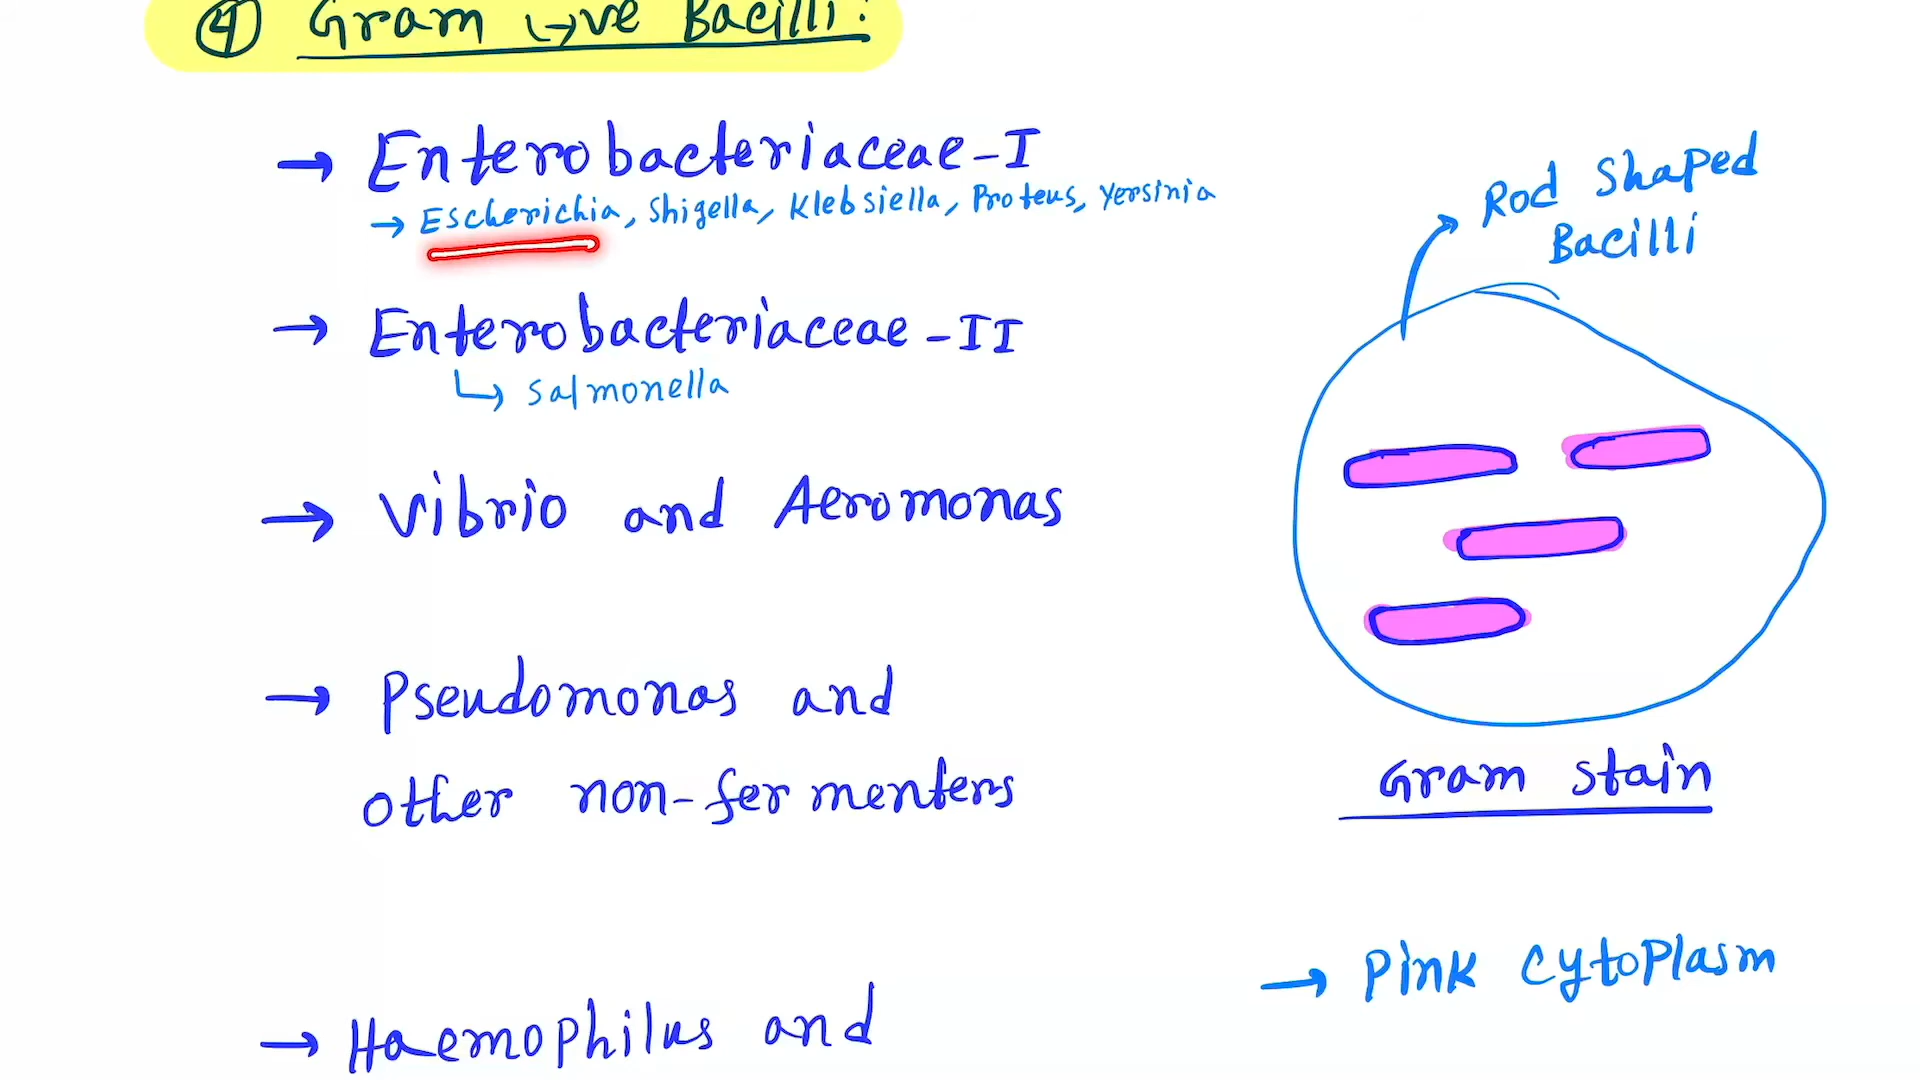 ④ Gram (-)ve Bacilli:
→ Enterobacteriaceae-I
→ Escherichia, Shigella, Klebsiella, Proteus, Yersinia
→ Enterobacteriaceae-II
↳ Salmonella
→ Vibrio and Aeromonas
→ Pseudomonas and
other non-fermenters
→ Haemophilus and
Rod Shaped
Bacilli
Gram Stain
→ Pink Cytoplasm